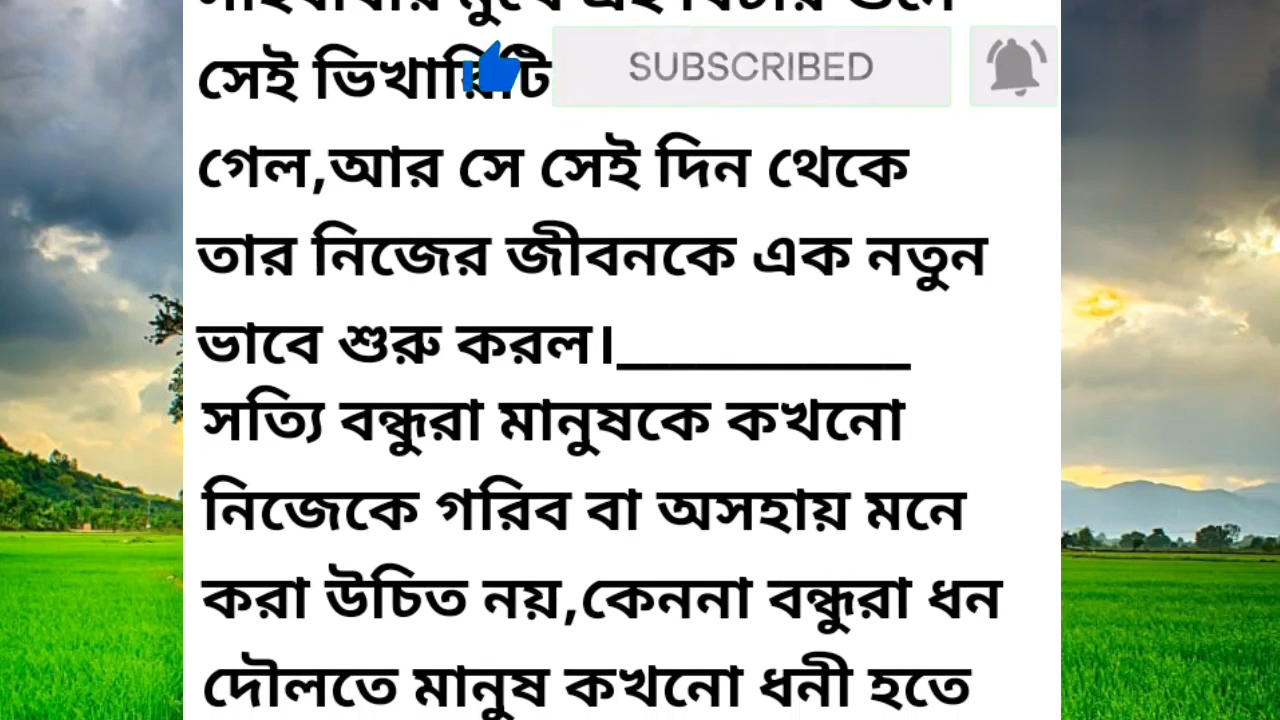 সেই ভিখারিটি SUBSCRIBED
গেল,আর সে সেই দিন থেকে
তার নিজের জীবনকে এক নতুন
ভাবে শুরু করল।____________
সত্যি বন্ধুরা মানুষকে কখনো
নিজেকে গরিব বা অসহায় মনে
করা উচিত নয়,কেননা বন্ধুরা ধন
দৌলতে মানুষ কখনো ধনী হতে